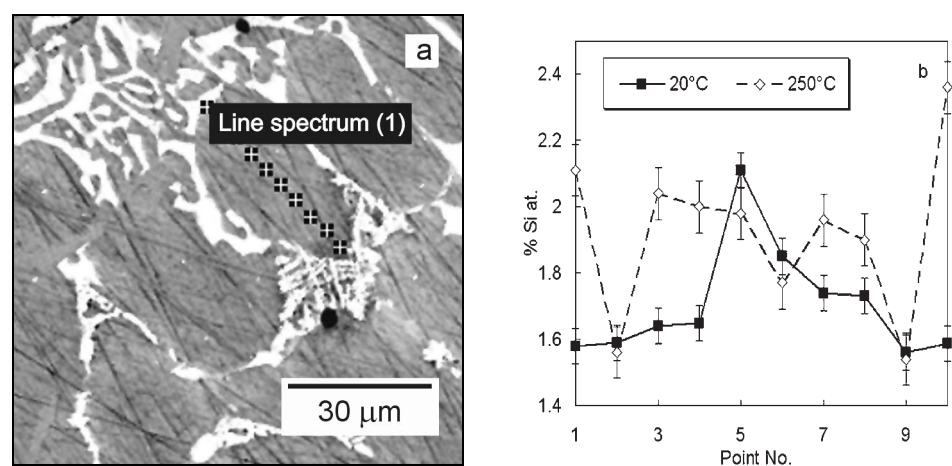 a
Line spectrum (1)
30 μm
b
20°C
250°C
% Si at.
2.4
2.2
2
1.8
1.6
1.4
1 3 5 7 9
Point No.